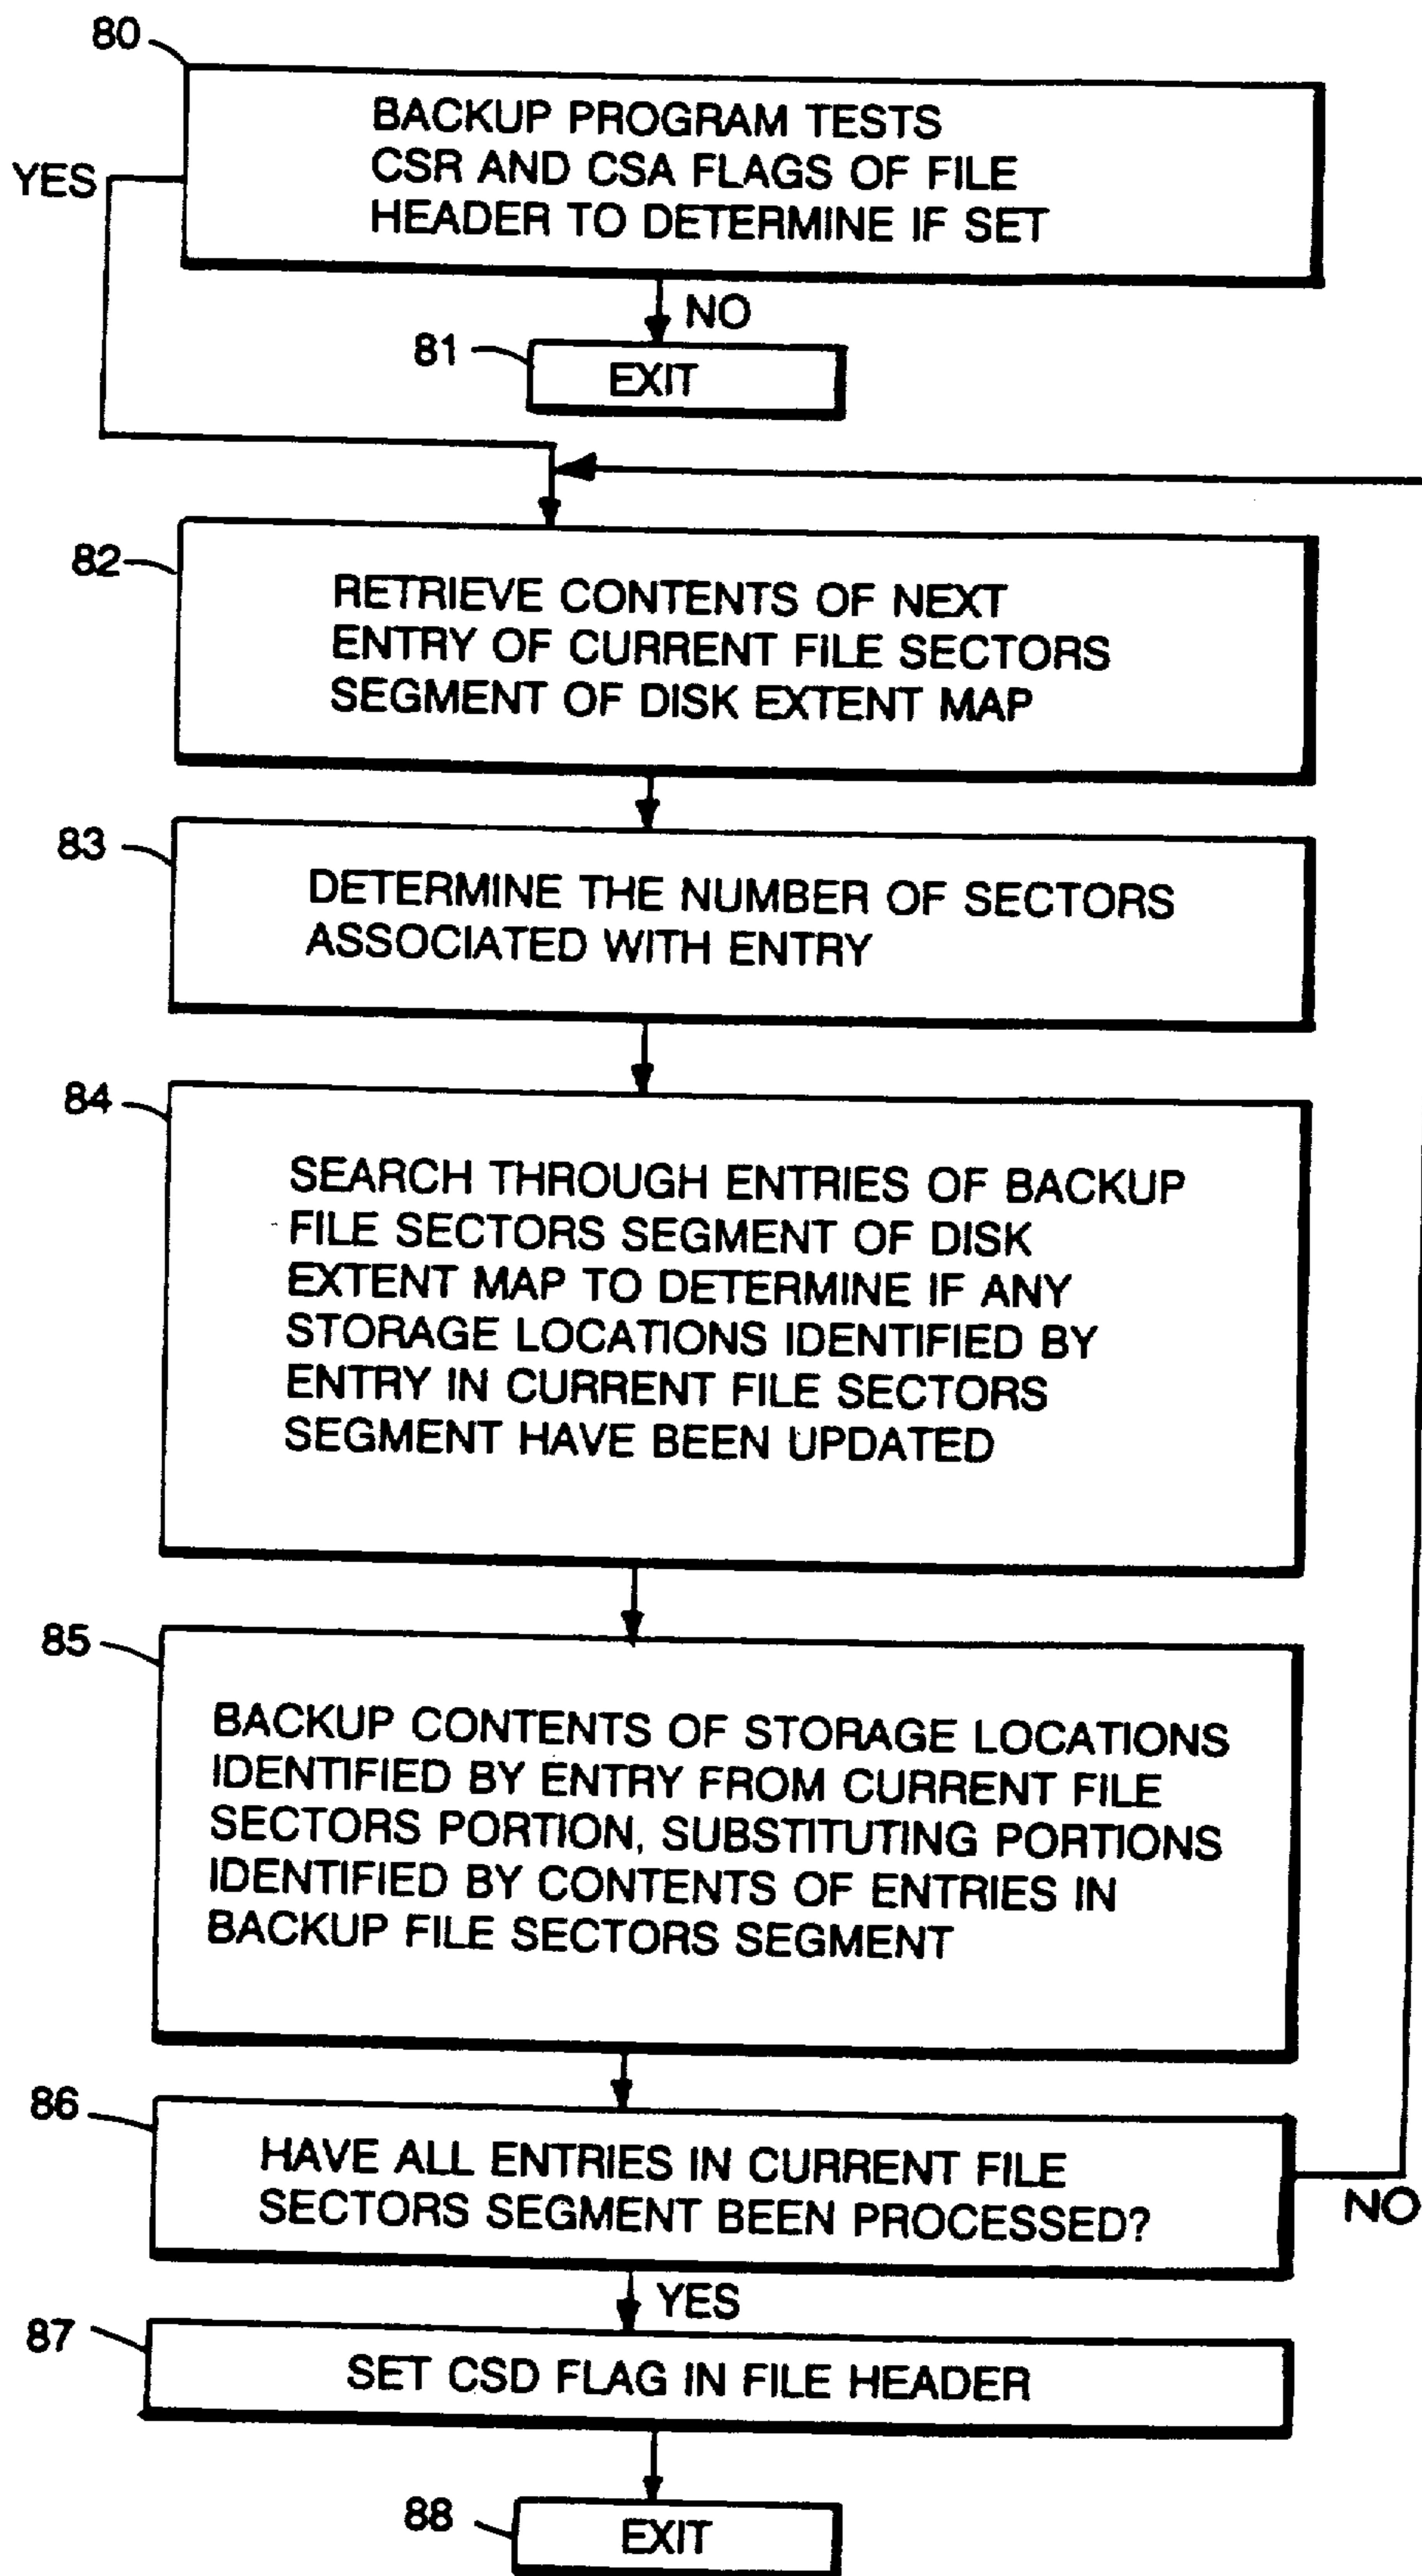 80
BACKUP PROGRAM TESTS
CSR AND CSA FLAGS OF FILE
HEADER TO DETERMINE IF SET
YES
NO
81
EXIT
82
RETRIEVE CONTENTS OF NEXT
ENTRY OF CURRENT FILE SECTORS
SEGMENT OF DISK EXTENT MAP
83
DETERMINE THE NUMBER OF SECTORS
ASSOCIATED WITH ENTRY
84
SEARCH THROUGH ENTRIES OF BACKUP
FILE SECTORS SEGMENT OF DISK
EXTENT MAP TO DETERMINE IF ANY
STORAGE LOCATIONS IDENTIFIED BY
ENTRY IN CURRENT FILE SECTORS
SEGMENT HAVE BEEN UPDATED
85
BACKUP CONTENTS OF STORAGE LOCATIONS
IDENTIFIED BY ENTRY FROM CURRENT FILE
SECTORS PORTION, SUBSTITUTING PORTIONS
IDENTIFIED BY CONTENTS OF ENTRIES IN
BACKUP FILE SECTORS SEGMENT
86
HAVE ALL ENTRIES IN CURRENT FILE
SECTORS SEGMENT BEEN PROCESSED?
NO
YES
87
SET CSD FLAG IN FILE HEADER
88
EXIT